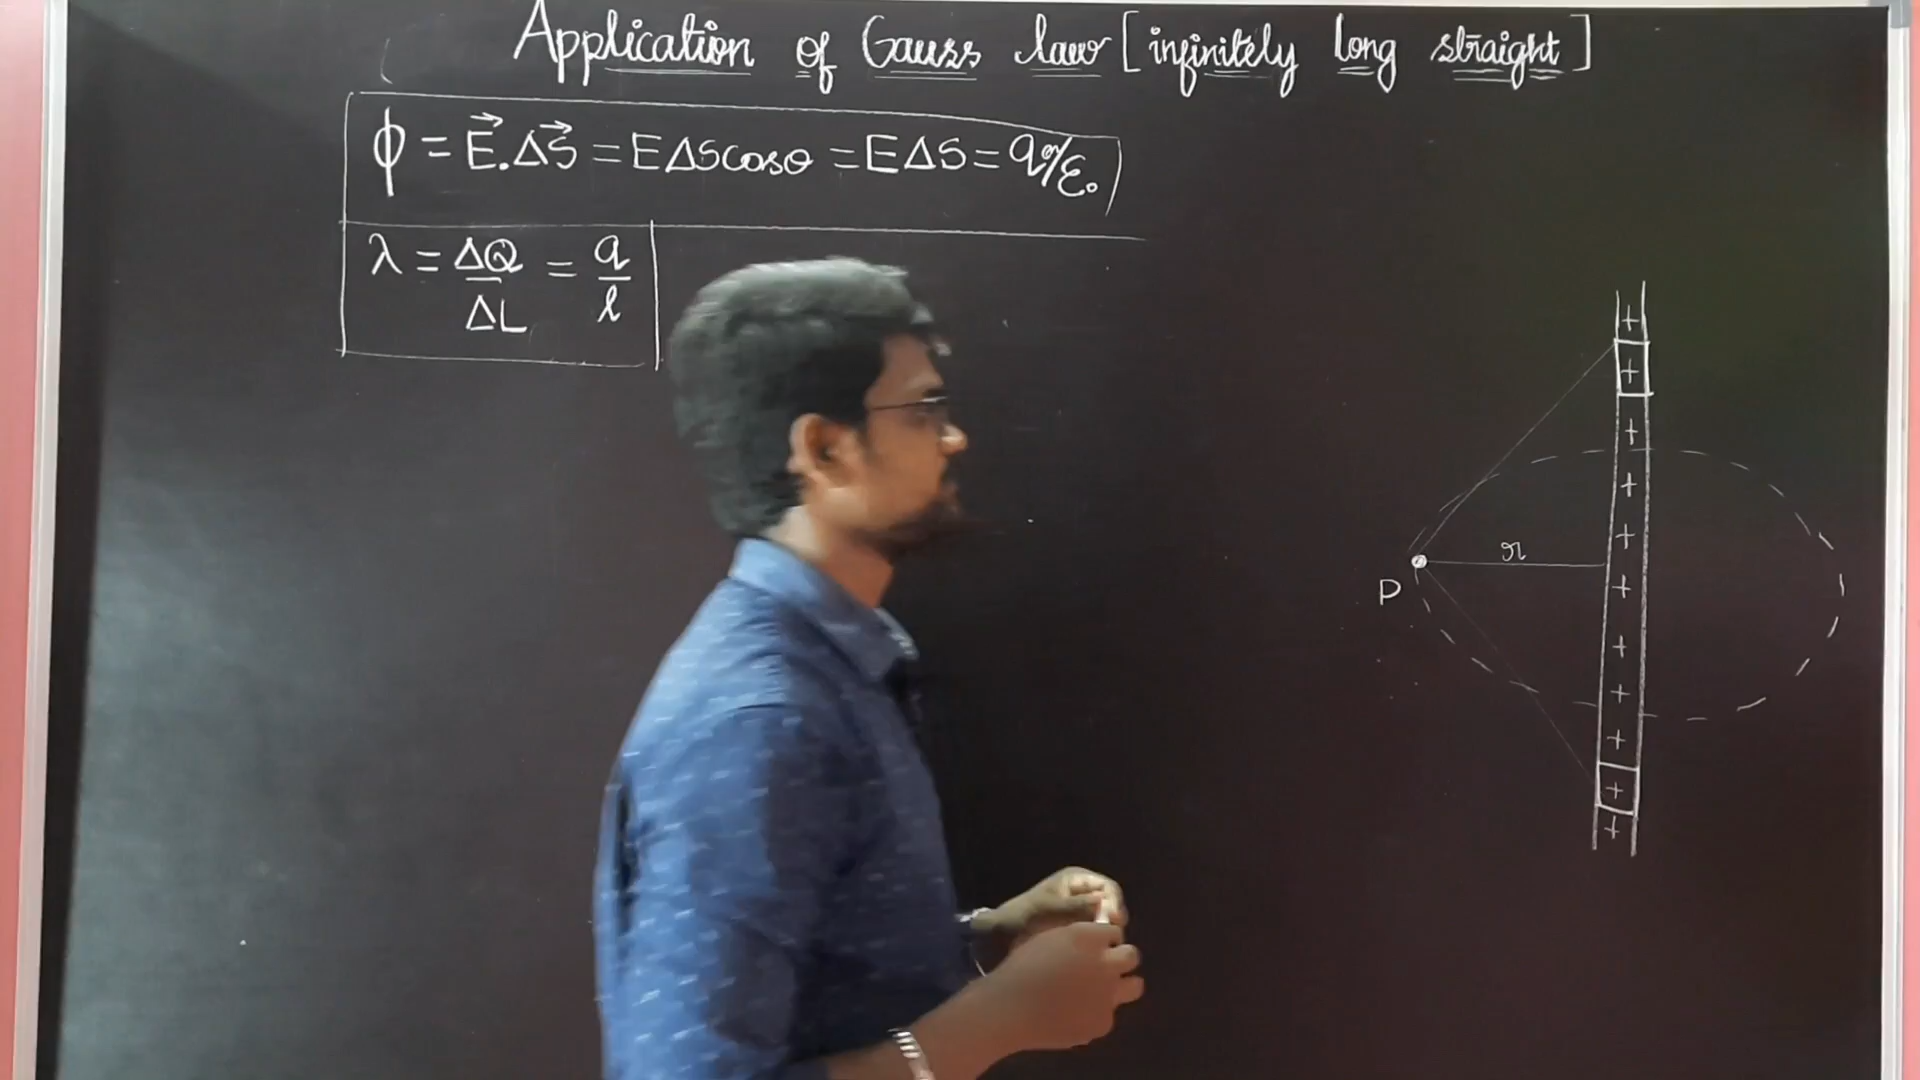 Application of Gauss law [infinitely long straight]
ϕ = E⃗.ΔS⃗ = EΔScosθ = EΔS = q/ε₀
λ = ΔQ/ΔL = q/l
+
+
+
+
+
r
P
+
+
+
+
+
+